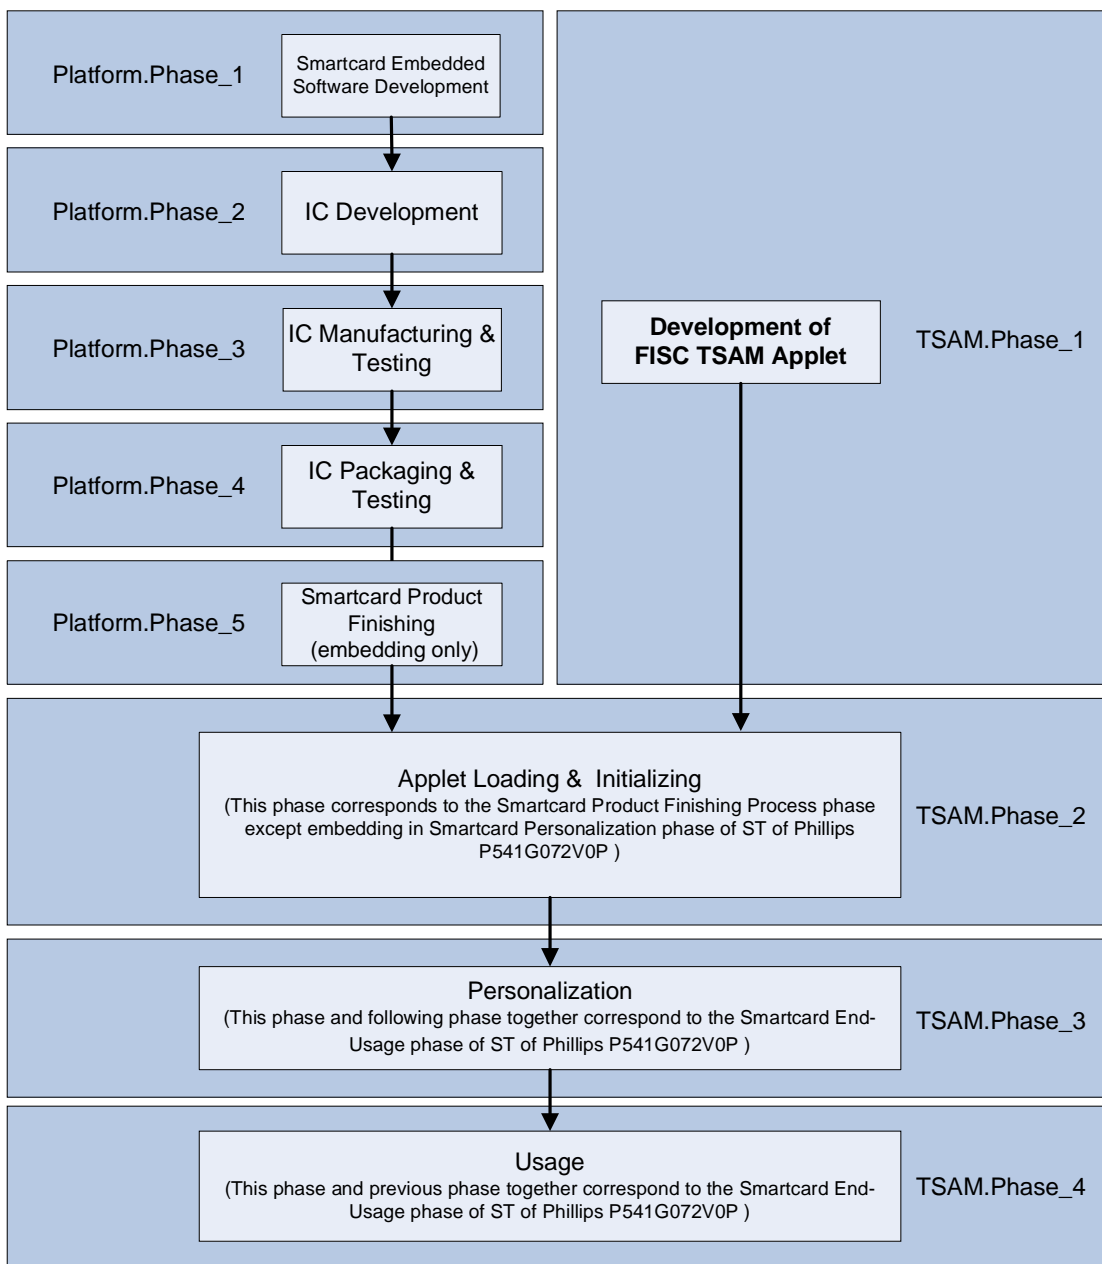 Platform.Phase_1
Smartcard Embedded
Software Development
Platform.Phase_2
IC Development
Platform.Phase_3
IC Manufacturing &
Testing
Platform.Phase_4
IC Packaging &
Testing
Platform.Phase_5
Smartcard Product
Finishing
(embedding only)
Development of
FISC TSAM Applet
TSAM.Phase_1
Applet Loading &  Initializing
(This phase corresponds to the Smartcard Product Finishing Process phase
except embedding in Smartcard Personalization phase of ST of Phillips
P541G072V0P )
TSAM.Phase_2
Personalization
(This phase and following phase together correspond to the Smartcard End-
Usage phase of ST of Phillips P541G072V0P )
TSAM.Phase_3
Usage
(This phase and previous phase together correspond to the Smartcard End-
Usage phase of ST of Phillips P541G072V0P )
TSAM.Phase_4